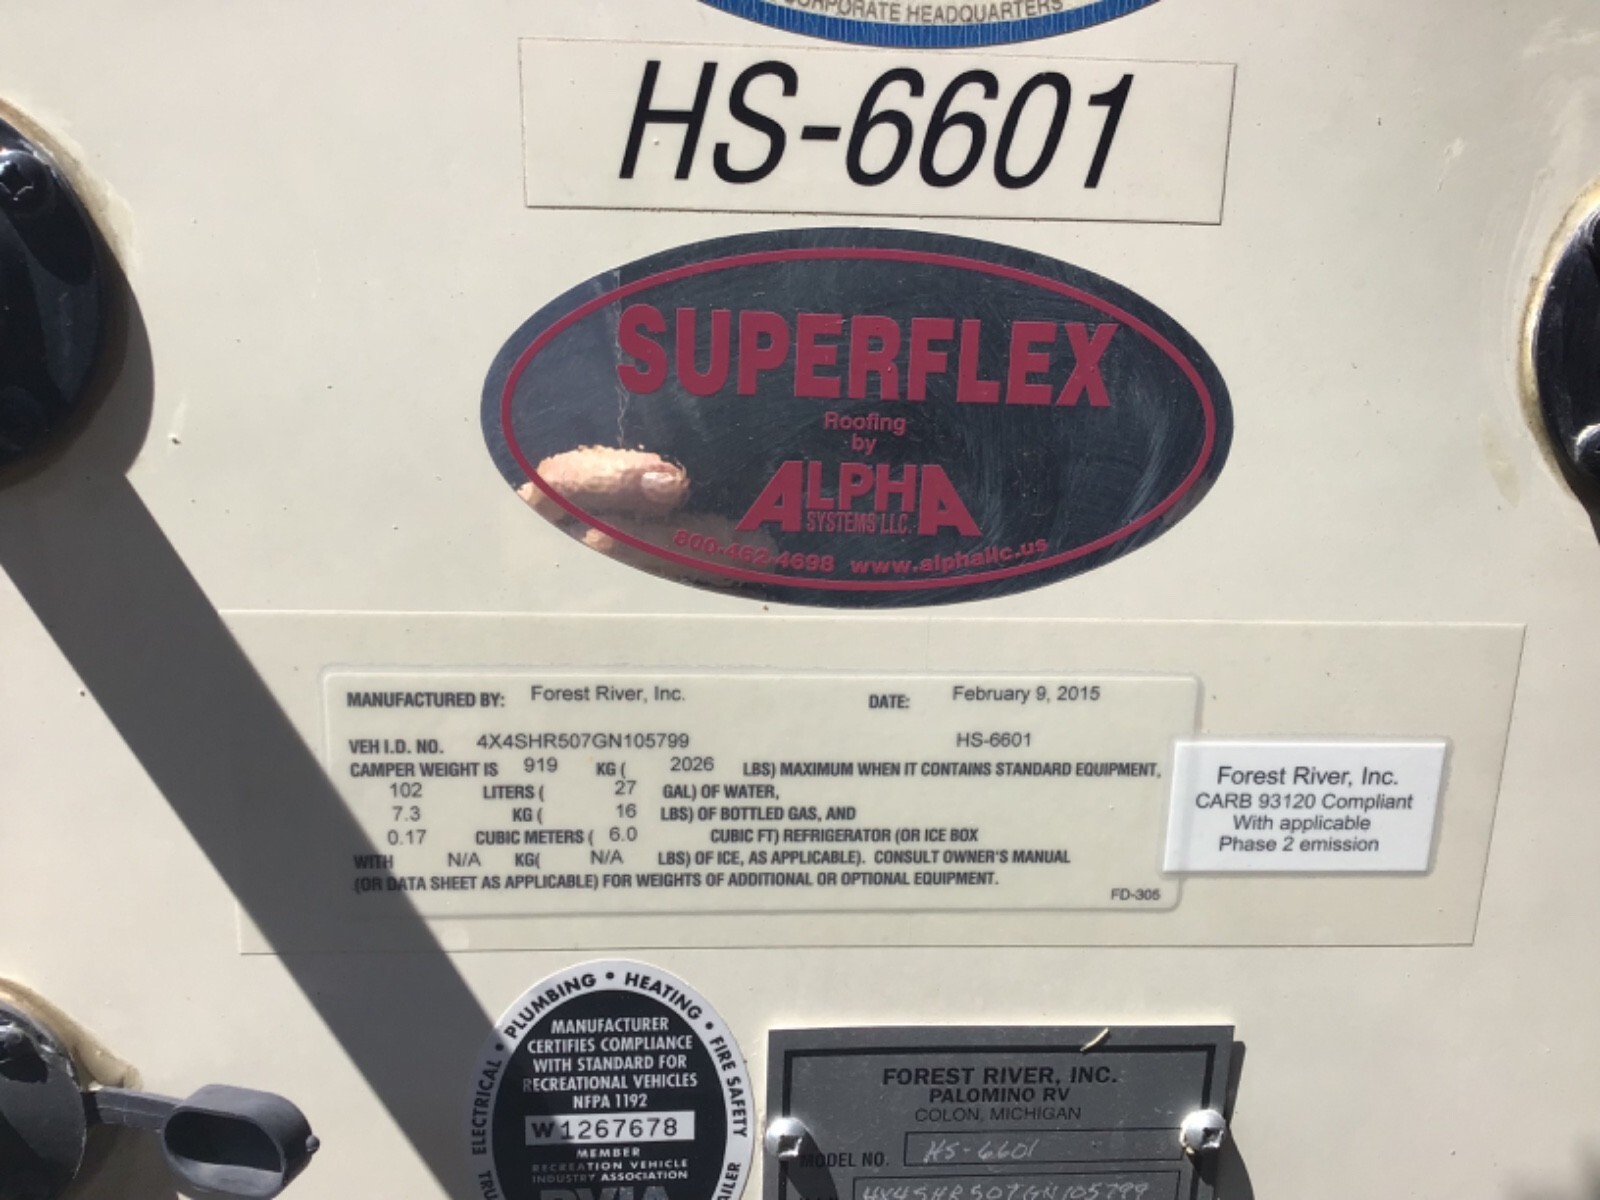 CORPORATE HEADQUARTERS
HS-6601
SUPERFLEX
Roofing
by
ALPHA
SYSTEMS LLC.
800-462-4698 www.alphallc.us
MANUFACTURED BY: Forest River, Inc. DATE: February 9, 2015
VEH I.D. NO. 4X4SHR507GN105799 HS-6601
CAMPER WEIGHT IS 919 KG ( 2026 LBS) MAXIMUM WHEN IT CONTAINS STANDARD EQUIPMENT,
102 LITERS ( 27 GAL) OF WATER,
7.3 KG ( 16 LBS) OF BOTTLED GAS, AND
0.17 CUBIC METERS ( 6.0 CUBIC FT) REFRIGERATOR (OR ICE BOX
WITH N/A KG( N/A LBS) OF ICE, AS APPLICABLE). CONSULT OWNER'S MANUAL
(OR DATA SHEET AS APPLICABLE) FOR WEIGHTS OF ADDITIONAL OR OPTIONAL EQUIPMENT.
FD-305
Forest River, Inc.
CARB 93120 Compliant
With applicable
Phase 2 emission
ELECTRICAL • PLUMBING • HEATING • FIRE SAFETY
MANUFACTURER
CERTIFIES COMPLIANCE
WITH STANDARD FOR
RECREATIONAL VEHICLES
NFPA 1192
W1267678
MEMBER
RECREATION VEHICLE
INDUSTRY ASSOCIATION
RVIA
FOREST RIVER, INC.
PALOMINO RV
COLON, MICHIGAN
MODEL NO. HS-6601
4X4SHR507GN105799